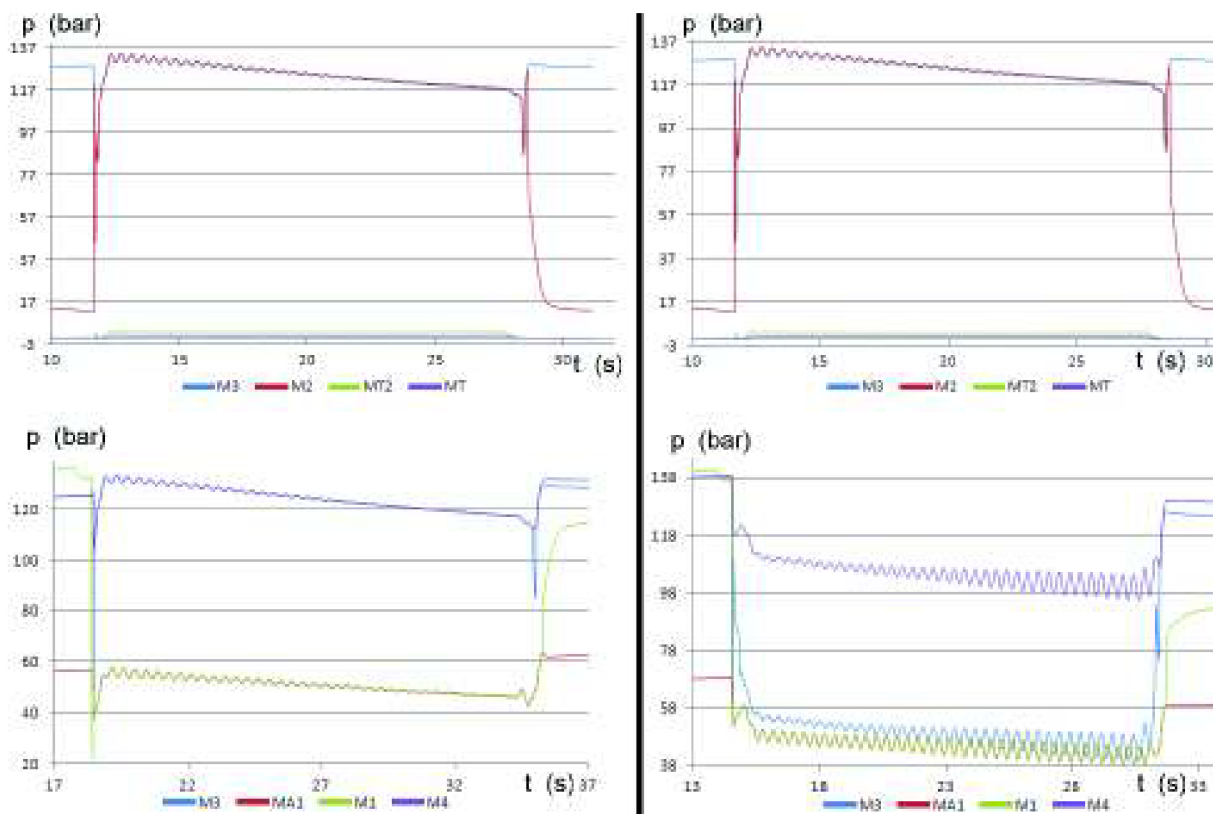 p (bar)
137
117
97
77
57
37
17
-3
10 15 20 25 30 t (s)
M3 M2 MT2 MT
p (bar)
137
117
97
77
57
37
17
-3
10 15 20 25 30 t (s)
M3 M2 MT2 MT
p (bar)
120
100
80
60
40
20
17 22 27 32 37
t (s)
M3 MA1 M1 M4
p (bar)
138
118
98
78
58
38
13 18 23 28 33
t (s)
M3 MA1 M1 M4